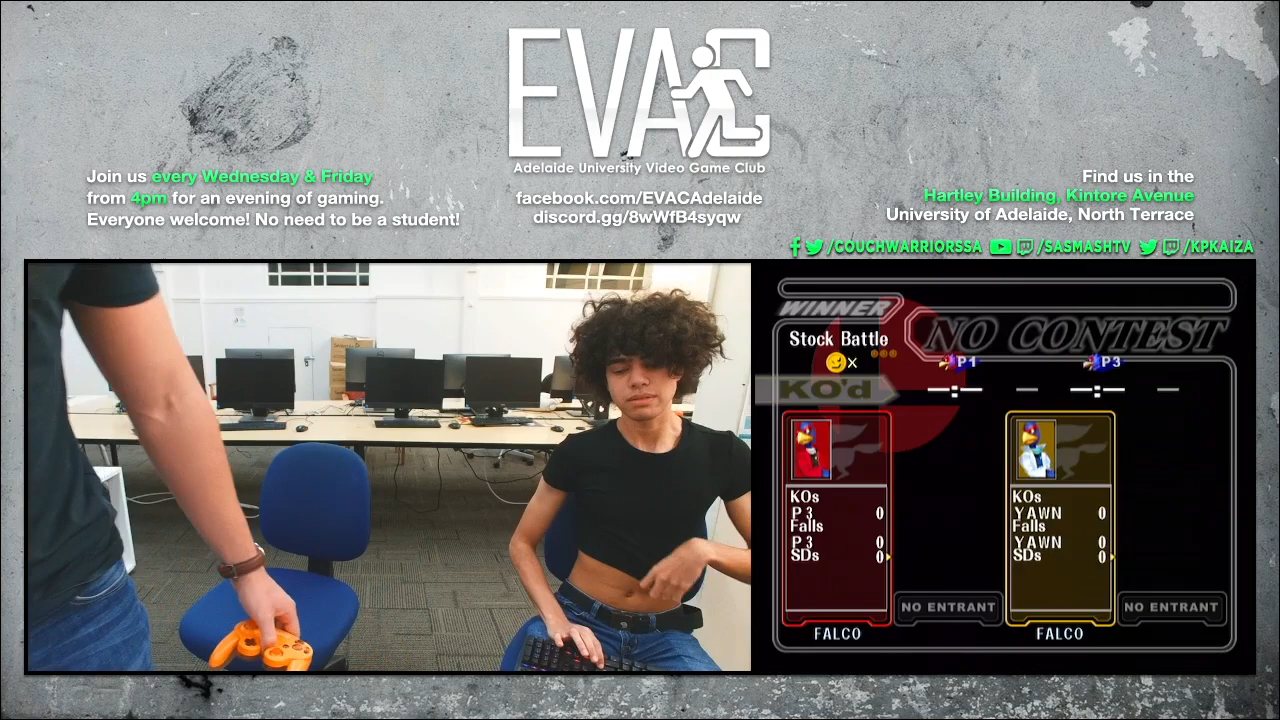 EVAC
Adelaide University Video Game Club
Join us every Wednesday & Friday
from 4pm for an evening of gaming.
Everyone welcome! No need to be a student!
facebook.com/EVACAdelaide
discord.gg/8wWfB4syqw
Find us in the
Hartley Building, Kintore Avenue
University of Adelaide, North Terrace
/COUCHWARRIORSSA /SASMASHTV /KPKAIZA
WINNER
NO CONTEST
Stock Battle
X
P1 P3
KO'd
KOs
P3 0
Falls
P3 0
SDs 0
FALCO
NO ENTRANT
KOs
YAWN 0
Falls
YAWN 0
SDs 0
FALCO
NO ENTRANT